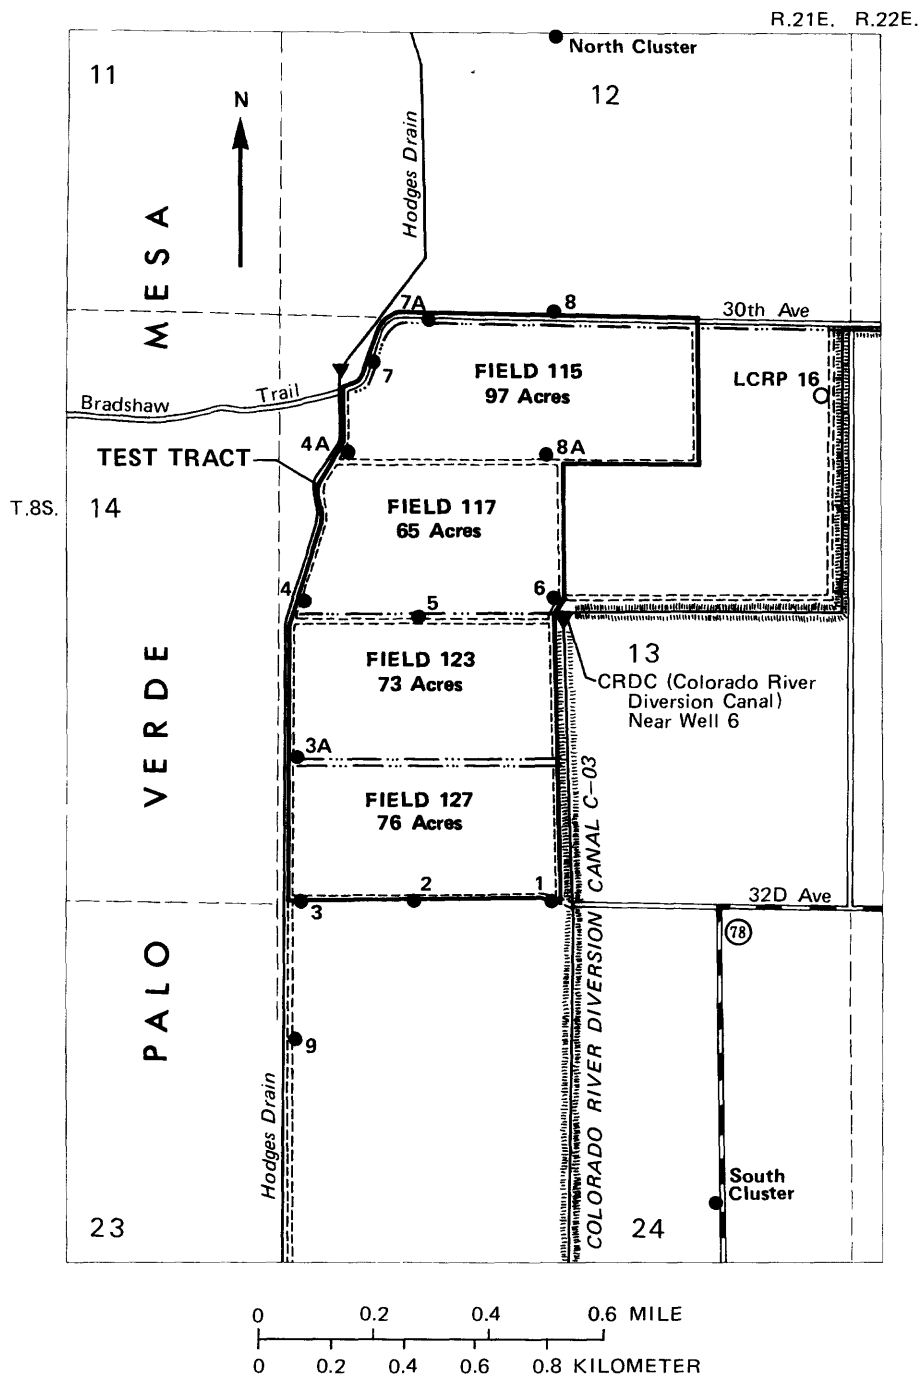 R.21E. R.22E.
North Cluster
11
12
N
Hodges Drain
MESA
7A
8
30th Ave
7
FIELD 115
97 Acres
LCRP 16
Bradshaw Trail
4A
8A
TEST TRACT
T.8S.
14
FIELD 117
65 Acres
4
5
6
VERDE
FIELD 123
73 Acres
13
CRDC (Colorado River
Diversion Canal)
Near Well 6
3A
FIELD 127
76 Acres
COLORADO RIVER DIVERSION CANAL C-03
3
2
1
32D Ave
78
PALO
9
Hodges Drain
South
Cluster
23
24
0 0.2 0.4 0.6 MILE
0 0.2 0.4 0.6 0.8 KILOMETER